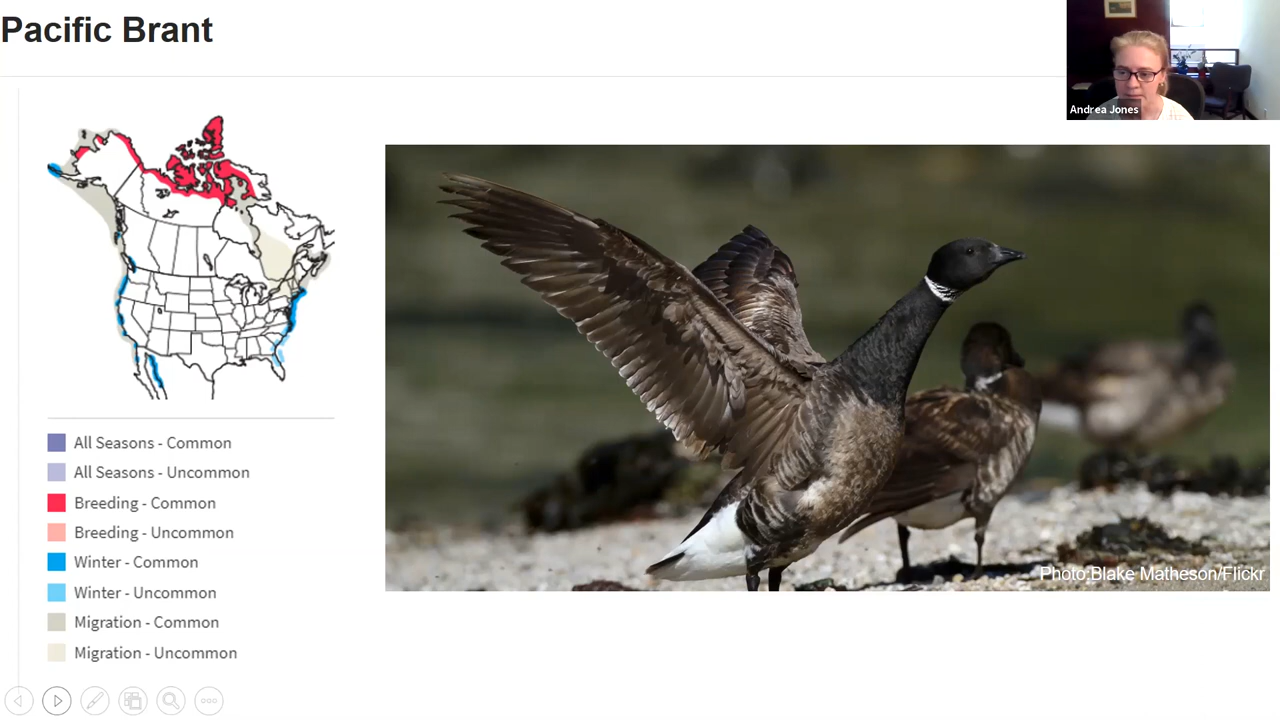 Pacific Brant
Andrea Jones
All Seasons - Common
All Seasons - Uncommon
Breeding - Common
Breeding - Uncommon
Winter - Common
Winter - Uncommon
Migration - Common
Migration - Uncommon
Photo:Blake Matheson/Flickr